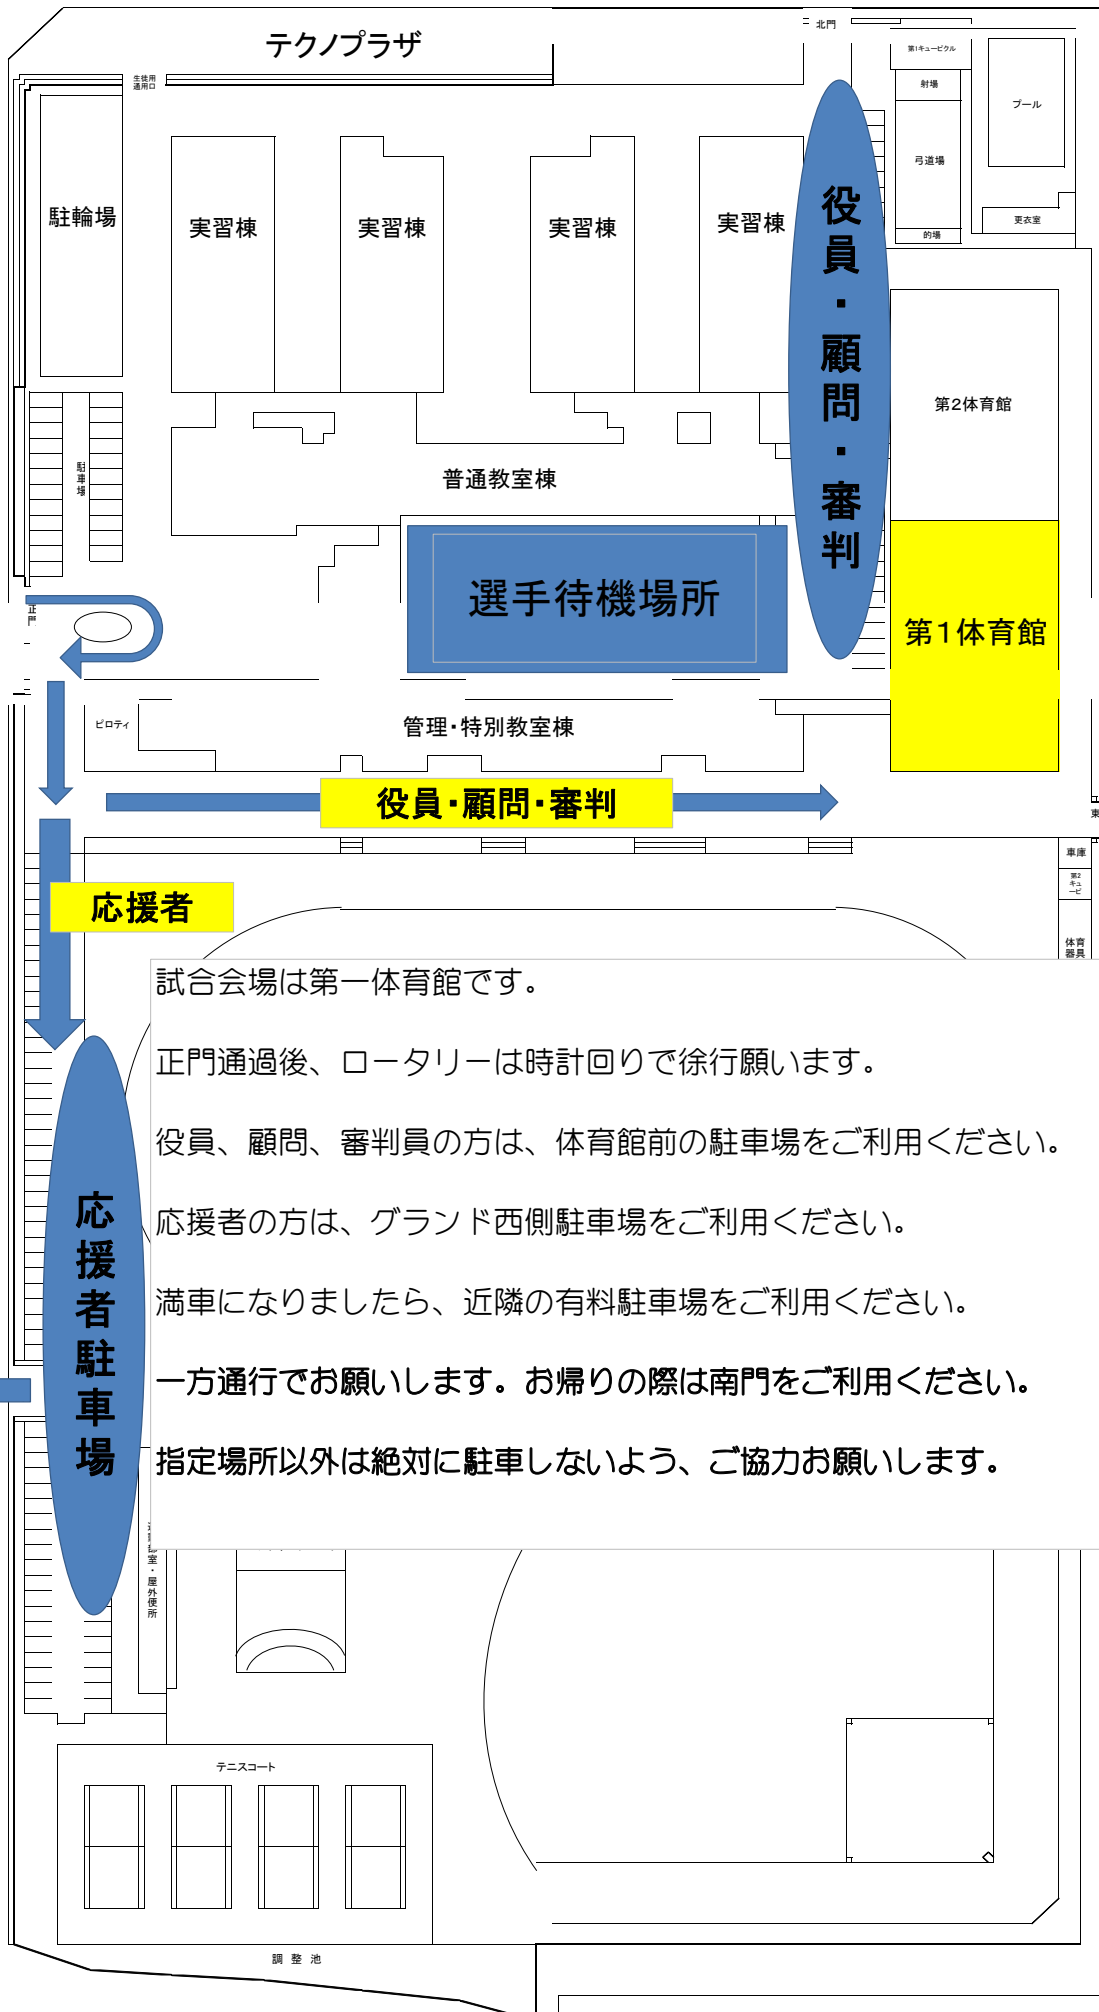 北門
テクノプラザ
第1キュービクル
生徒用
通用口
射場
プール
弓道場
駐輪場
実習棟
実習棟
実習棟
実習棟
役員・顧問・審判
更衣室
的場
第2体育館
駐車場
普通教室棟
選手待機場所
正門
第1体育館
ピロティ
管理・特別教室棟
役員・顧問・審判
東
車庫
第2
キュ
ービ
応援者
体育
器具
試合会場は第一体育館です。
正門通過後、ロータリーは時計回りで徐行願います。
役員、顧問、審判員の方は、体育館前の駐車場をご利用ください。
応援者の方は、グランド西側駐車場をご利用ください。
満車になりましたら、近隣の有料駐車場をご利用ください。
一方通行でお願いします。お帰りの際は南門をご利用ください。
指定場所以外は絶対に駐車しないよう、ご協力お願いします。
応援者駐車場
室・屋外便所
テニスコート
調整池